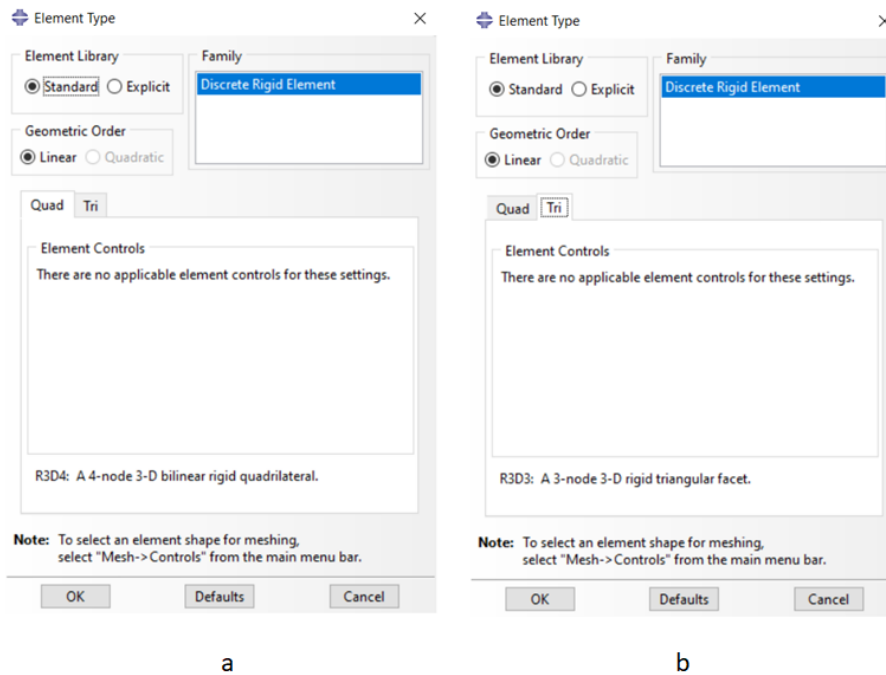 Element Type
Element Library
Family
Standard Explicit
Discrete Rigid Element
Geometric Order
Linear Quadratic
Quad Tri
Element Controls
There are no applicable element controls for these settings.
R3D4: A 4-node 3-D bilinear rigid quadrilateral.
Note: To select an element shape for meshing,
select "Mesh->Controls" from the main menu bar.
OK Defaults Cancel
a
Element Type
Element Library
Family
Standard Explicit
Discrete Rigid Element
Geometric Order
Linear Quadratic
Quad Tri
Element Controls
There are no applicable element controls for these settings.
R3D3: A 3-node 3-D rigid triangular facet.
Note: To select an element shape for meshing,
select "Mesh->Controls" from the main menu bar.
OK Defaults Cancel
b